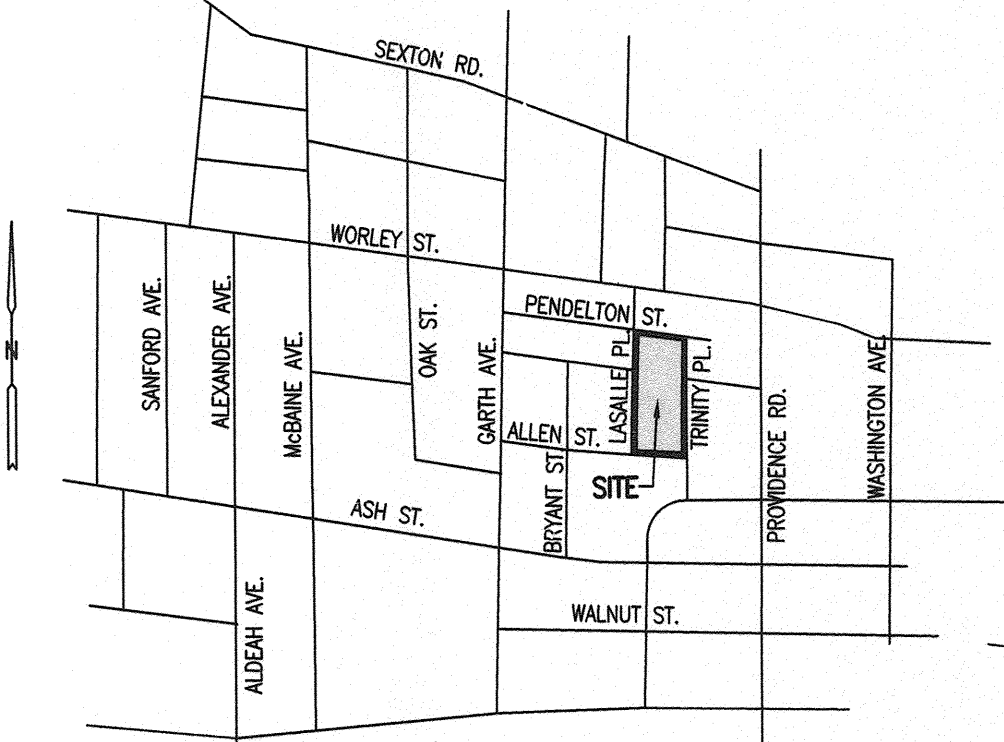 SEXTON RD.
WORLEY ST.
PENDELTON ST.
SANFORD AVE.
ALEXANDER AVE.
McBAINE AVE.
OAK ST.
GARTH AVE.
LASALLE PL.
TRINITY PL.
N
ALLEN ST.
BRYANT ST.
SITE
PROVIDENCE RD.
WASHINGTON AVE.
ASH ST.
ALDEAH AVE.
WALNUT ST.